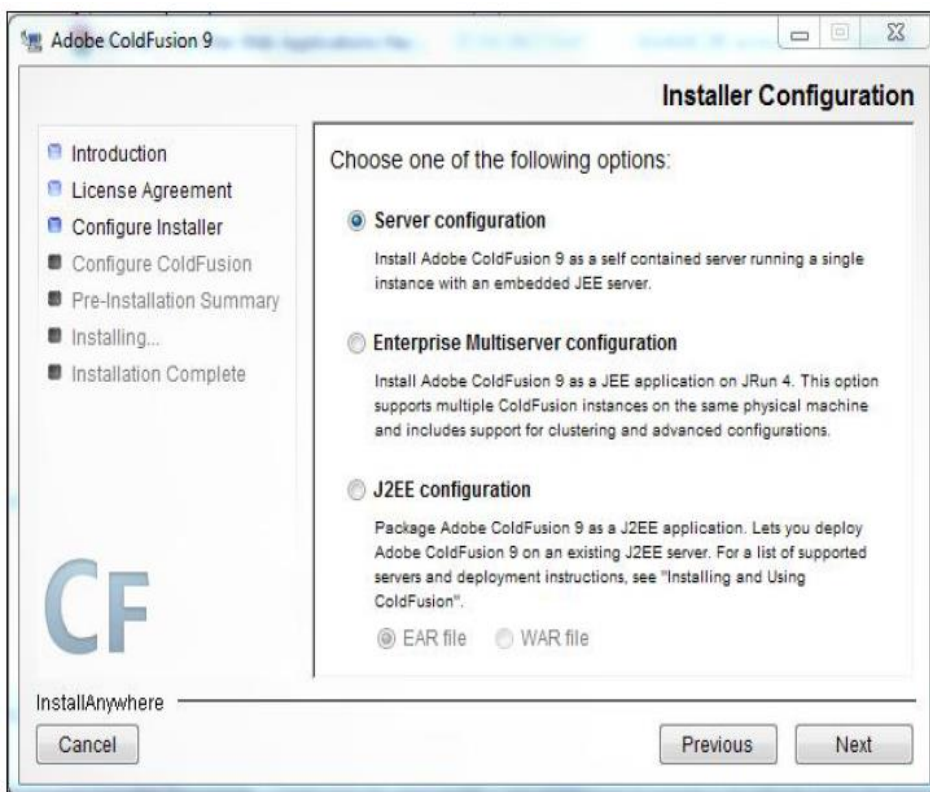 Adobe ColdFusion 9
Installer Configuration
Introduction
License Agreement
Configure Installer
Configure ColdFusion
Pre-Installation Summary
Installing...
Installation Complete
Choose one of the following options:
Server configuration
Install Adobe ColdFusion 9 as a self contained server running a single
instance with an embedded JEE server.
Enterprise Multiserver configuration
Install Adobe ColdFusion 9 as a JEE application on JRun 4. This option
supports multiple ColdFusion instances on the same physical machine
and includes support for clustering and advanced configurations.
J2EE configuration
Package Adobe ColdFusion 9 as a J2EE application. Lets you deploy
Adobe ColdFusion 9 on an existing J2EE server. For a list of supported
servers and deployment instructions, see "Installing and Using
ColdFusion".
EAR file WAR file
CF
InstallAnywhere
Cancel Previous Next